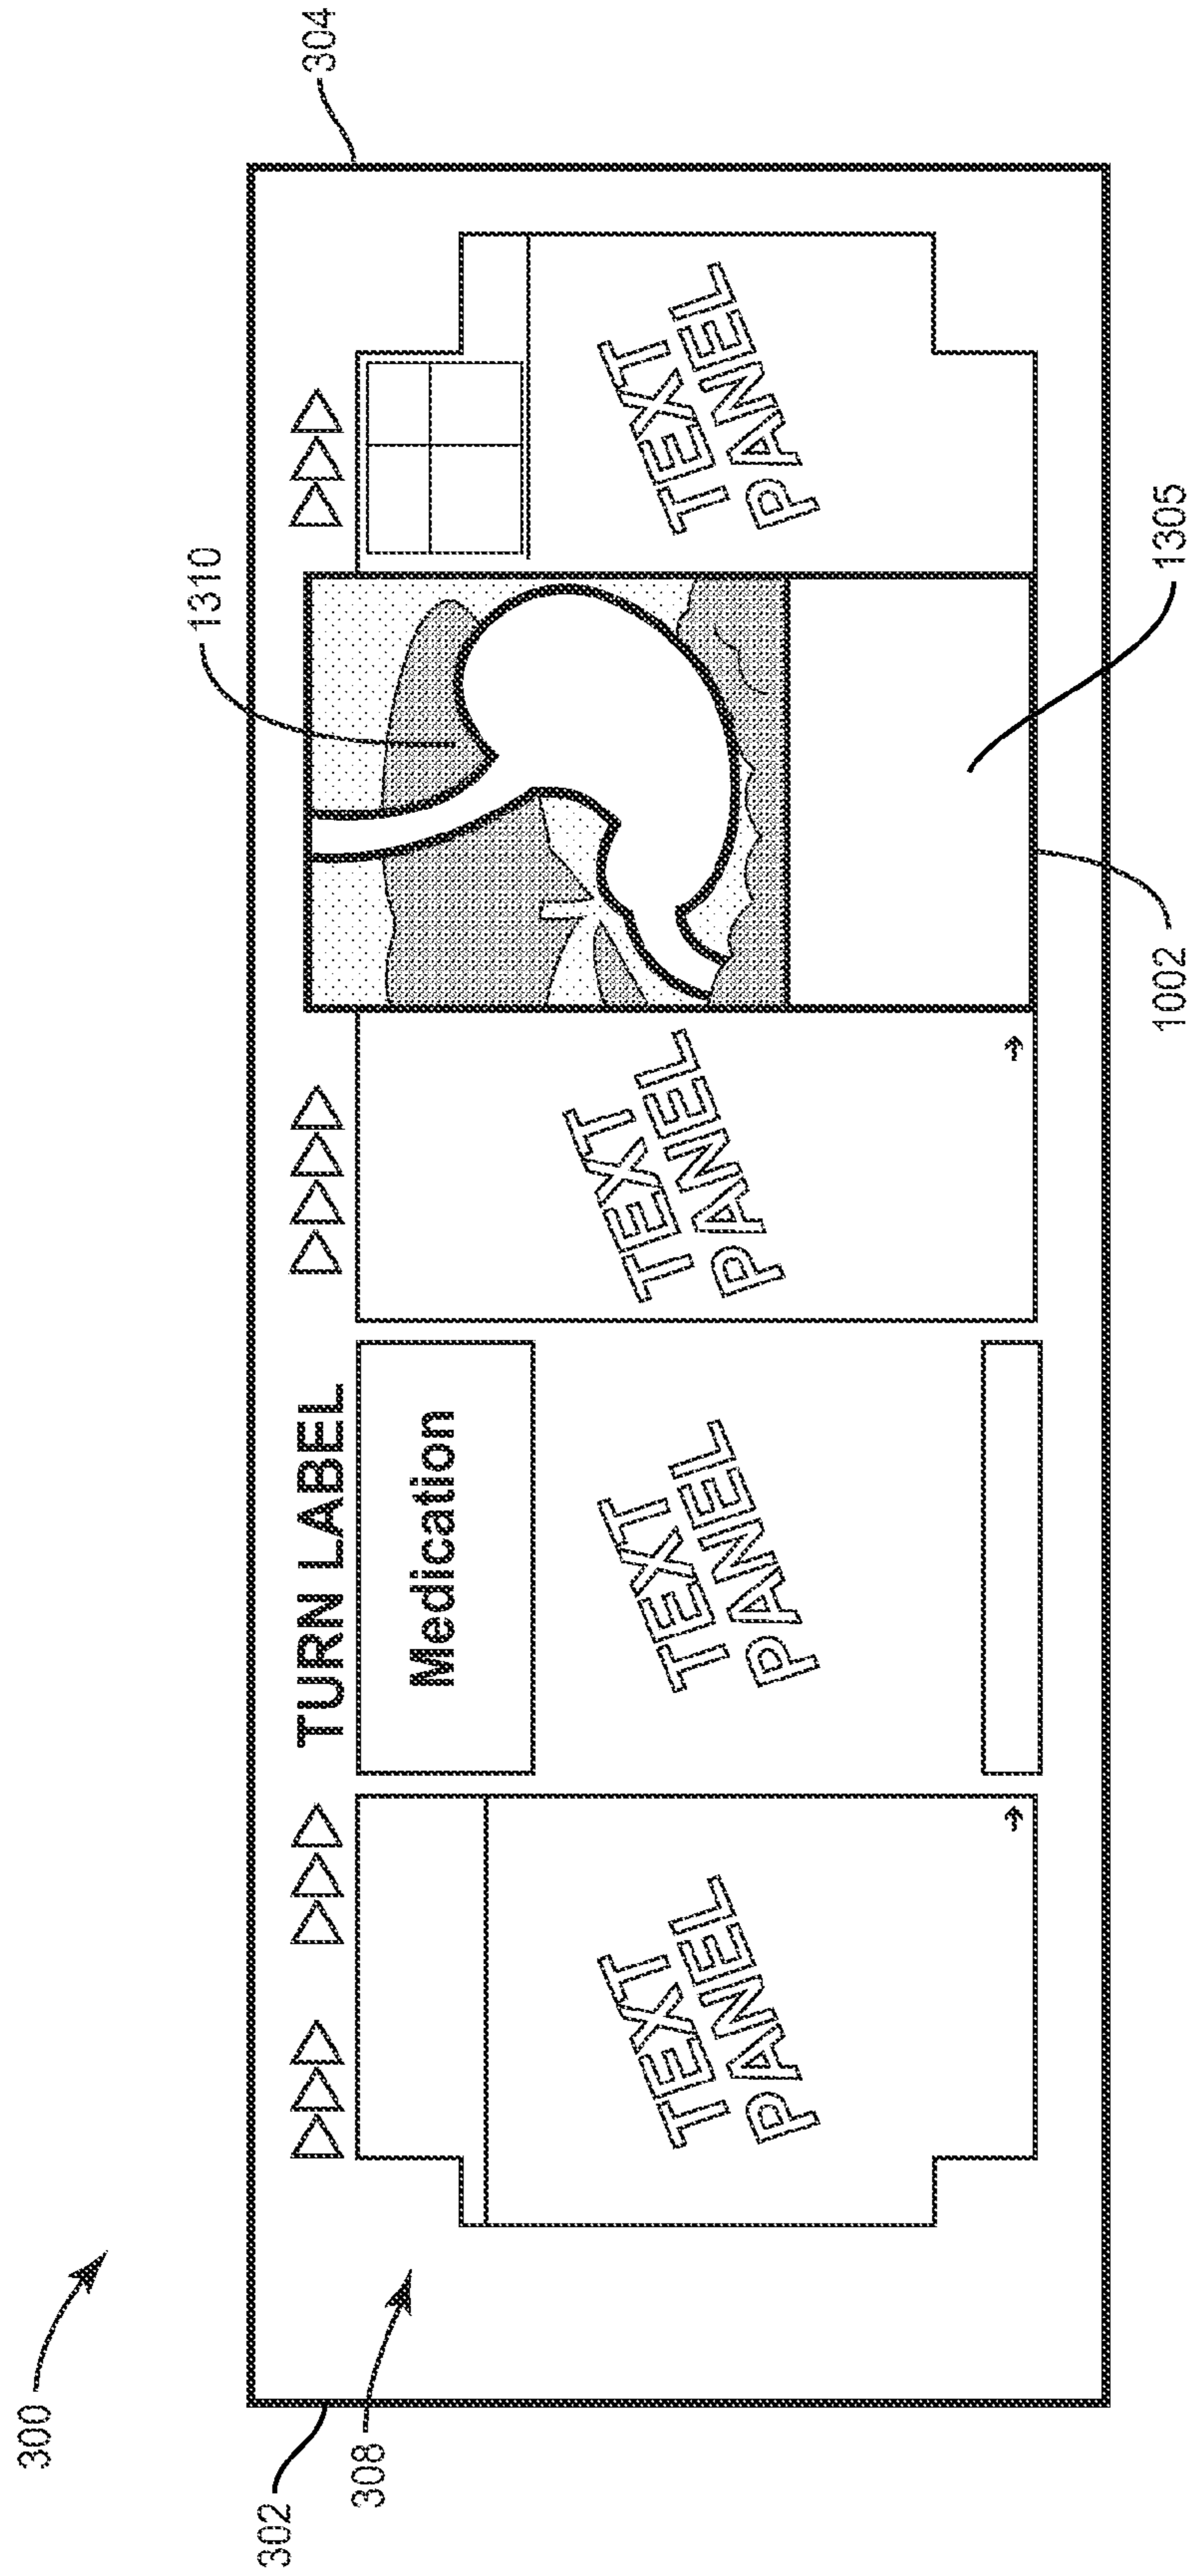 300
1310
302
304
TURN LABEL
308
Medication
TEXT
PANEL
TEXT
PANEL
TEXT
PANEL
TEXT
PANEL
1002
1305